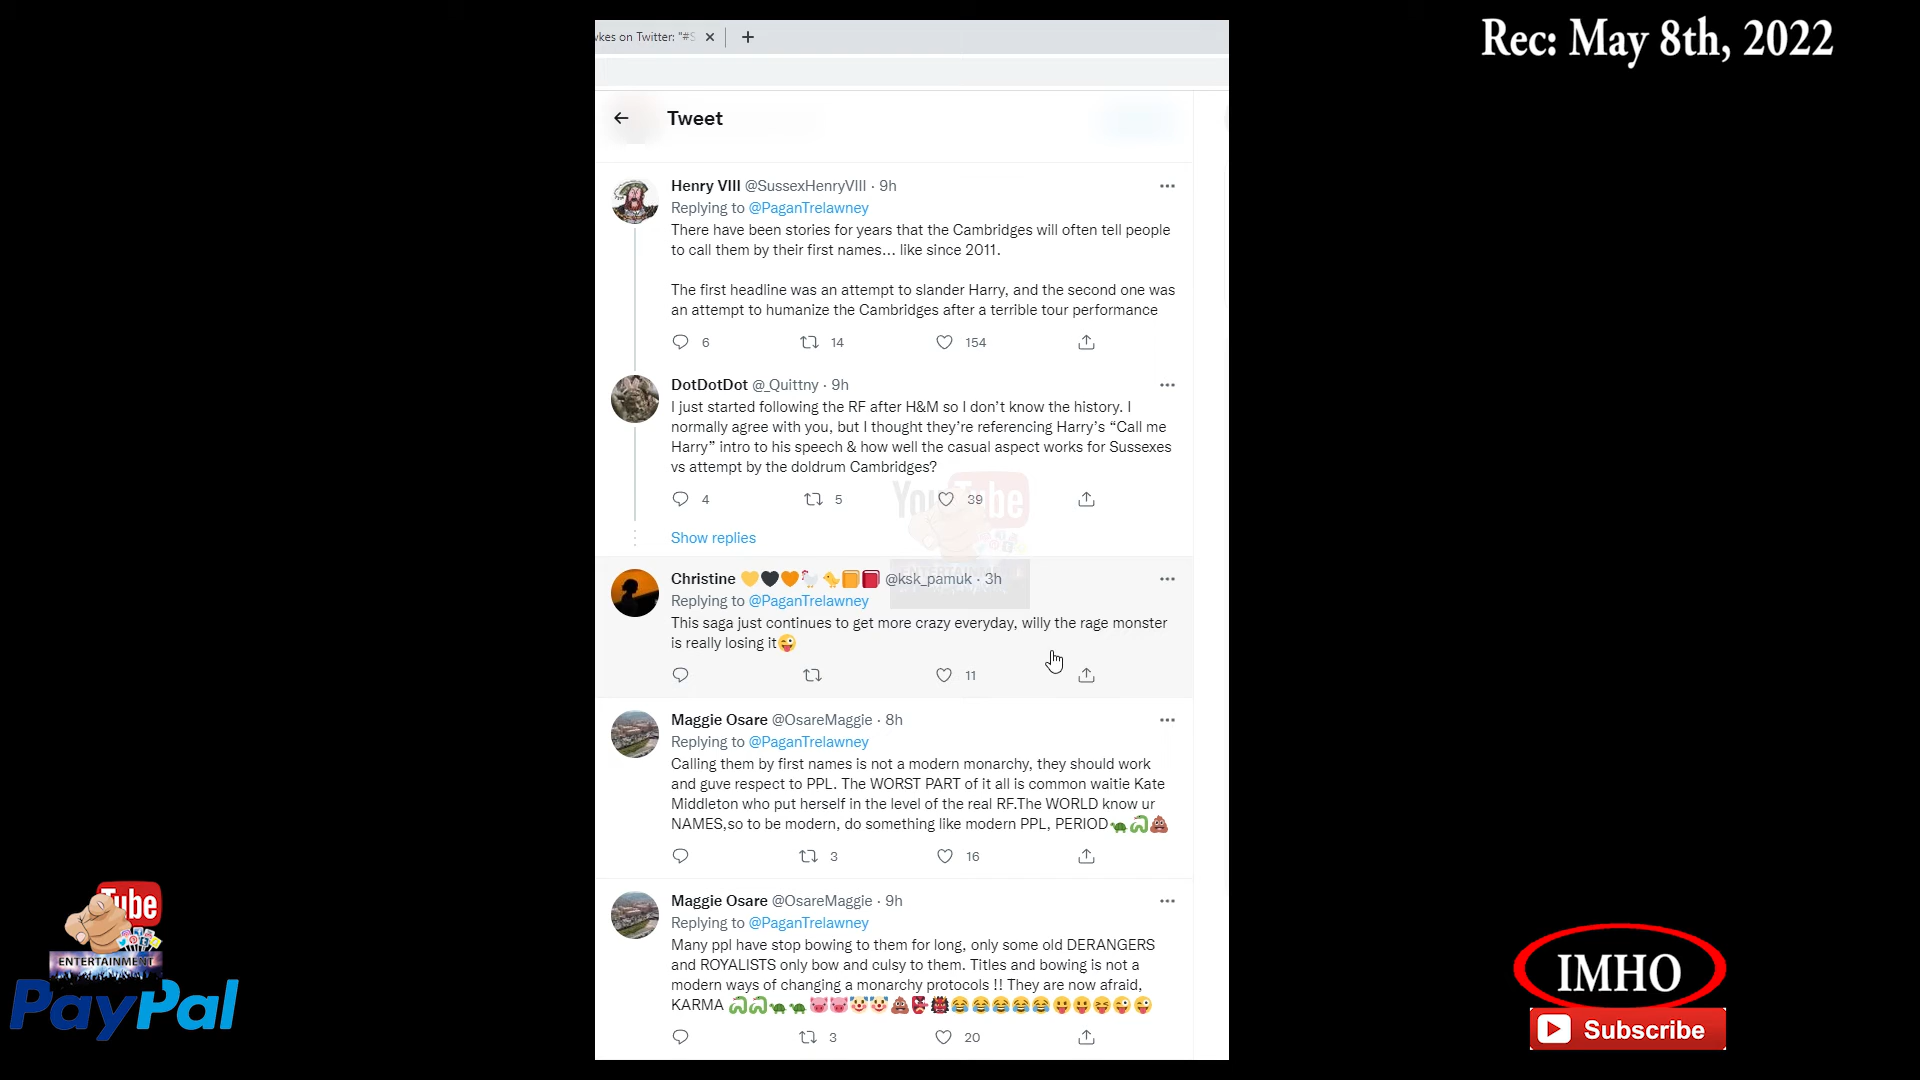 Rec: May 8th, 2022
wkes on Twitter: "#S
Tweet
Henry VIII @SussexHenryVIII · 9h
Replying to @PaganTrelawney
There have been stories for years that the Cambridges will often tell people
to call them by their first names... like since 2011.
The first headline was an attempt to slander Harry, and the second one was
an attempt to humanize the Cambridges after a terrible tour performance
6 14 154
DotDotDot @_Quittny · 9h
I just started following the RF after H&M so I don’t know the history. I
normally agree with you, but I thought they’re referencing Harry’s “Call me
Harry” intro to his speech & how well the casual aspect works for Sussexes
vs attempt by the doldrum Cambridges?
4 5 39
YouTube
Show replies
ENTERTAINMENT
Christine 💛🖤🧡🐓🐤📙📕 @ksk_pamuk · 3h
Replying to @PaganTrelawney
This saga just continues to get more crazy everyday, willy the rage monster
is really losing it😜
11
Maggie Osare @OsareMaggie · 8h
Replying to @PaganTrelawney
Calling them by first names is not a modern monarchy, they should work
and guve respect to PPL. The WORST PART of it all is common waitie Kate
Middleton who put herself in the level of the real RF.The WORLD know ur
NAMES,so to be modern, do something like modern PPL, PERIOD🐢🐍💩
3 16
Maggie Osare @OsareMaggie · 9h
Replying to @PaganTrelawney
Many ppl have stop bowing to them for long, only some old DERANGERS
and ROYALISTS only bow and culsy to them. Titles and bowing is not a
modern ways of changing a monarchy protocols !! They are now afraid,
KARMA 🐍🐍🐢🐢🐷🐷🤡🤡💩👺👹😂😂😂😂😂😛😛😝😜😜
3 20
Tube
ENTERTAINMENT
PayPal
IMHO
Subscribe